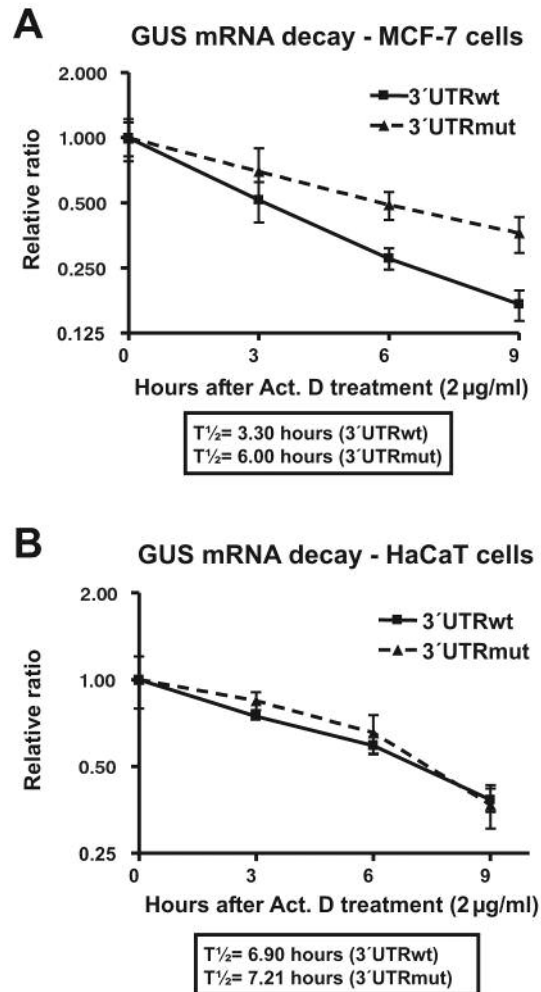 A
GUS mRNA decay - MCF-7 cells
2.000
1.000
0.500
0.250
0.125
Relative ratio
3´UTRwt
3´UTRmut
0 3 6 9
Hours after Act. D treatment (2µg/ml)
T½= 3.30 hours (3´UTRwt)
T½= 6.00 hours (3´UTRmut)
B
GUS mRNA decay - HaCaT cells
2.00
1.00
0.50
0.25
Relative ratio
3´UTRwt
3´UTRmut
0 3 6 9
Hours after Act. D treatment (2µg/ml)
T½= 6.90 hours (3´UTRwt)
T½= 7.21 hours (3´UTRmut)